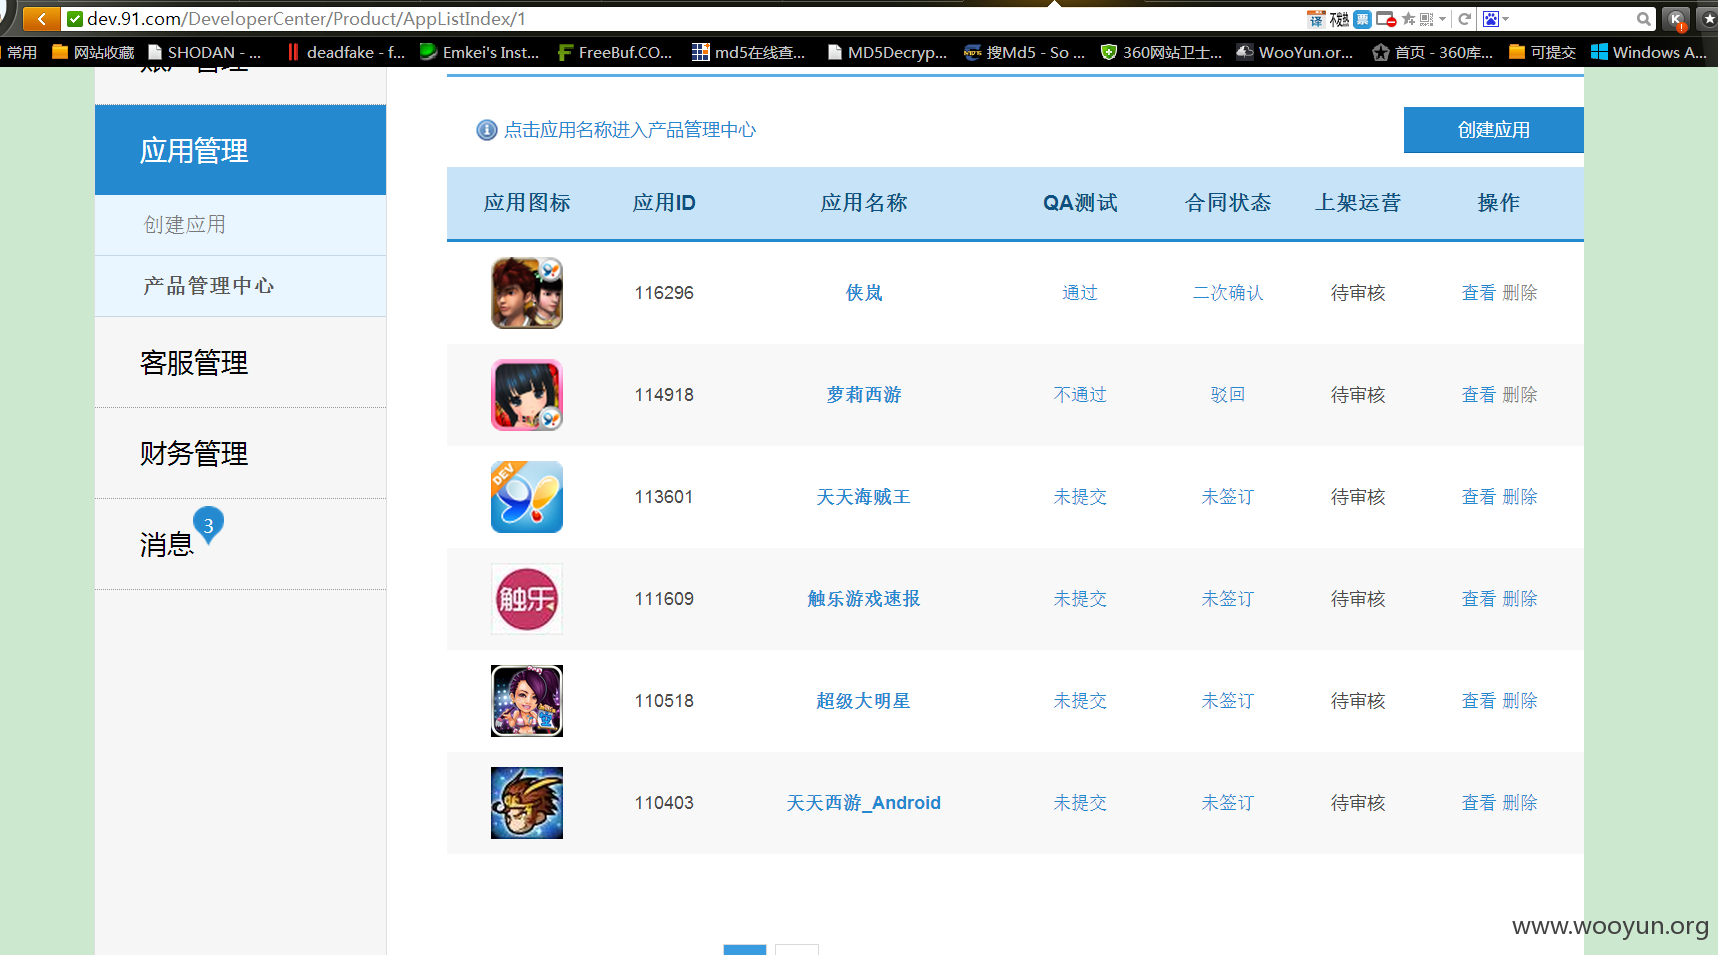 dev.91.com/DeveloperCenter/Product/AppListIndex/1
常用 网站收藏 SHODAN - ... deadfake - f... Emkei's Inst... FreeBuf.CO... md5在线查... MD5Decryp... 搜Md5 - So ... 360网站卫士... WooYun.or... 首页 - 360库... 可提交 Windows A...
应用管理
创建应用
产品管理中心
客服管理
财务管理
消息 3
点击应用名称进入产品管理中心 创建应用
应用图标 应用ID 应用名称 QA测试 合同状态 上架运营 操作
116296 侠岚 通过 二次确认 待审核 查看 删除
114918 萝莉西游 不通过 驳回 待审核 查看 删除
DEV 113601 天天海贼王 未提交 未签订 待审核 查看 删除
触乐 111609 触乐游戏速报 未提交 未签订 待审核 查看 删除
110518 超级大明星 未提交 未签订 待审核 查看 删除
110403 天天西游_Android 未提交 未签订 待审核 查看 删除
www.wooyun.org